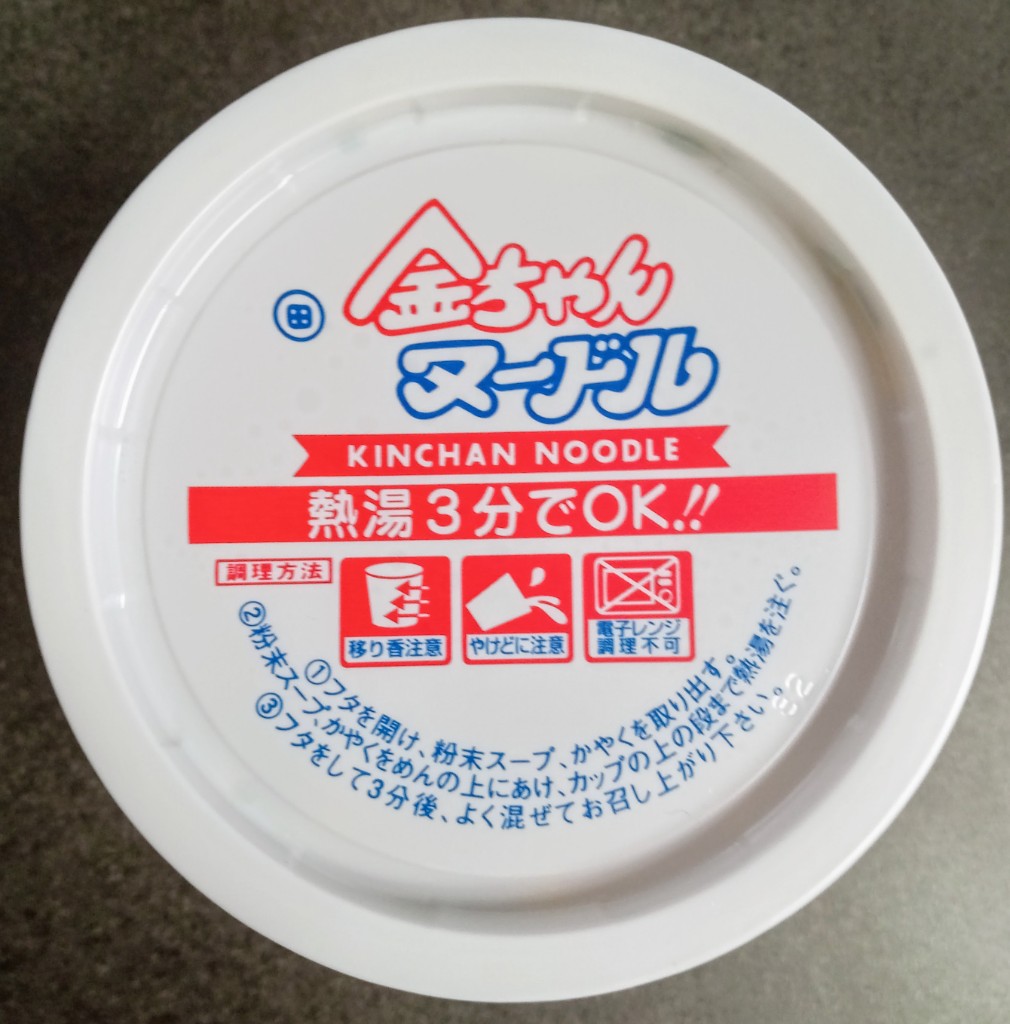 金ちゃん
田
ヌードル
KINCHAN NOODLE
熱湯3分でOK!!
調理方法
移り香注意
やけどに注意
電子レンジ
調理不可
①フタを開け、粉末スープ、かやくを取り出す。
②粉末スープ、かやくをめんの上にあけ、カップの上の段まで熱湯を注ぐ。
③フタをして3分後、よく混ぜてお召し上がり下さい。